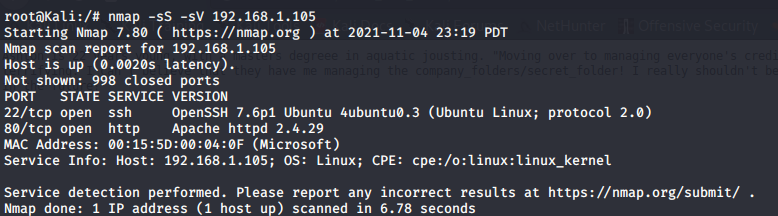 root@Kali:/# nmap -sS -sV 192.168.1.105
NetHunter Offensive Security
Starting Nmap 7.80 ( https://nmap.org ) at 2021-11-04 23:19 PDT
Nmap scan report for 192.168.1.105
degree in aquatic jousting. "Moving over to managing everyone's
Host is up (0.0020s latency).
they have me managing the company_folders/secret_folder! I really shouldn't
Not shown: 998 closed ports
PORT STATE SERVICE VERSION
22/tcp open ssh OpenSSH 7.6p1 Ubuntu 4ubuntu0.3 (Ubuntu Linux; protocol 2.0)
80/tcp open http Apache httpd 2.4.29
MAC Address: 00:15:5D:00:04:0F (Microsoft)
Service Info: Host: 192.168.1.105; OS: Linux; CPE: cpe:/o:linux:linux_kernel
Service detection performed. Please report any incorrect results at https://nmap.org/submit/ .
Nmap done: 1 IP address (1 host up) scanned in 6.78 seconds